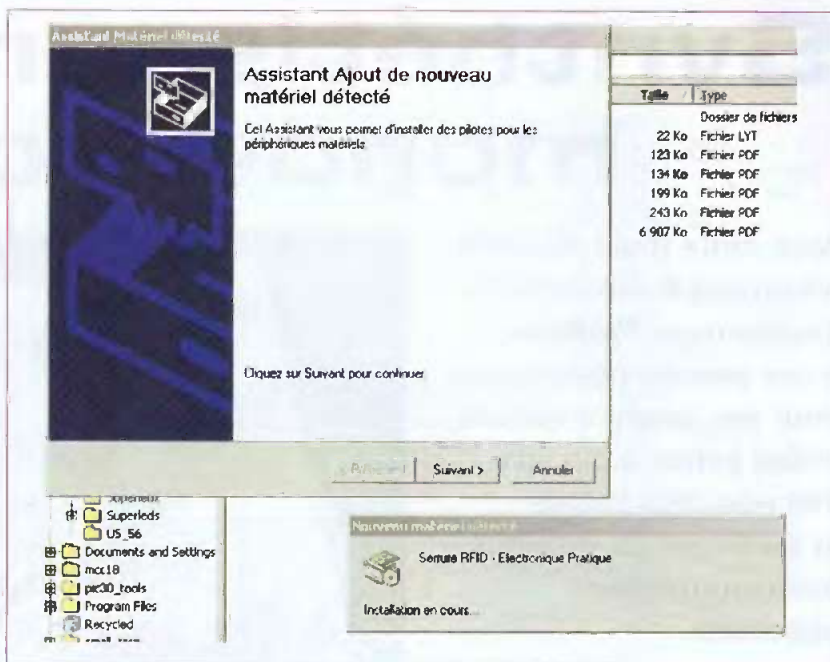 Assistant Matériel détecté
Assistant Ajout de nouveau
matériel détecté
Cet Assistant vous permet d'installer des pilotes pour les
périphériques matériels.
Cliquez sur Suivant pour continuer.
< Précédent
Suivant >
Annuler
Taille
Type
Dossier de fichiers
22 Ko Fichier LYT
123 Ko Fichier PDF
134 Ko Fichier PDF
199 Ko Fichier PDF
243 Ko Fichier PDF
6 907 Ko Fichier PDF
Superleds
US_56
Documents and Settings
mcc18
pic30_tools
Program Files
Recycled
Nouveau matériel détecté
Serrure RFID - Electronique Pratique
Installation en cours...